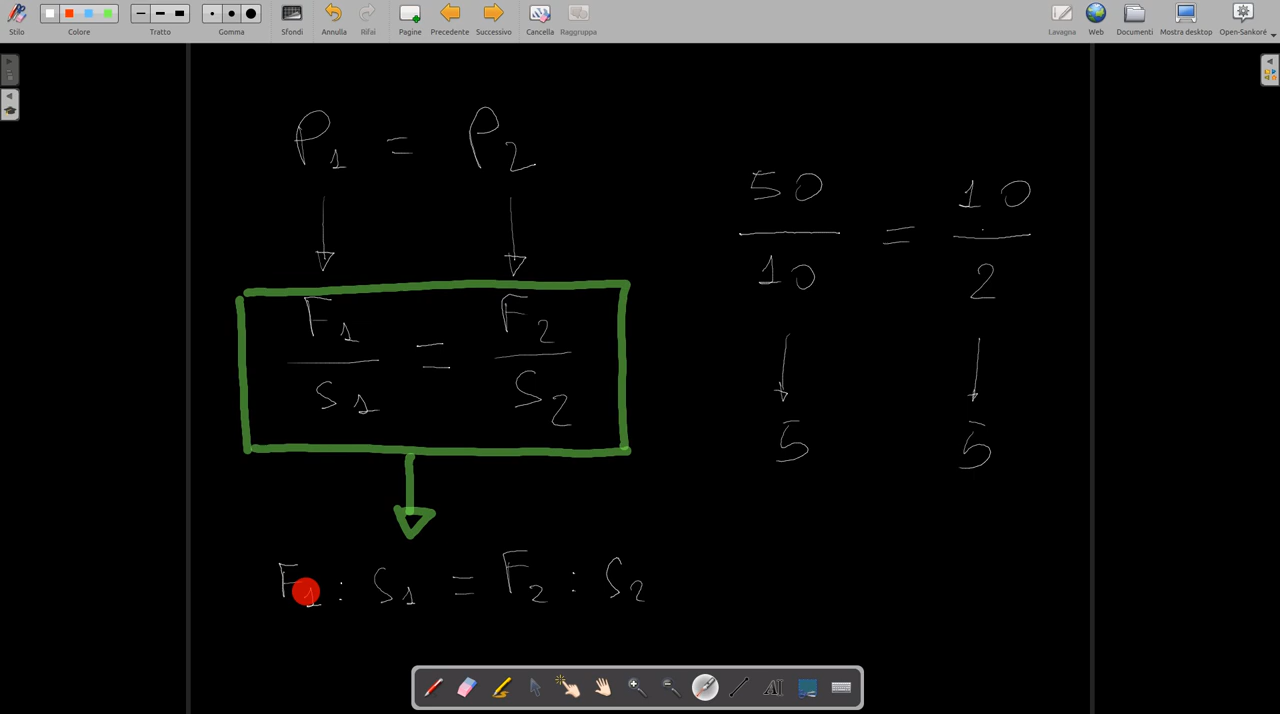 Stilo Colore Tratto Gomma Sfondi Annulla Rifai Pagine Precedente Successivo Cancella Raggruppa Lavagna Web Documenti Mostra desktop Open-Sankoré
P1 = P2
50/10 = 10/2
F1/S1 = F2/S2
5 5
F1 : S1 = F2 : S2
AI